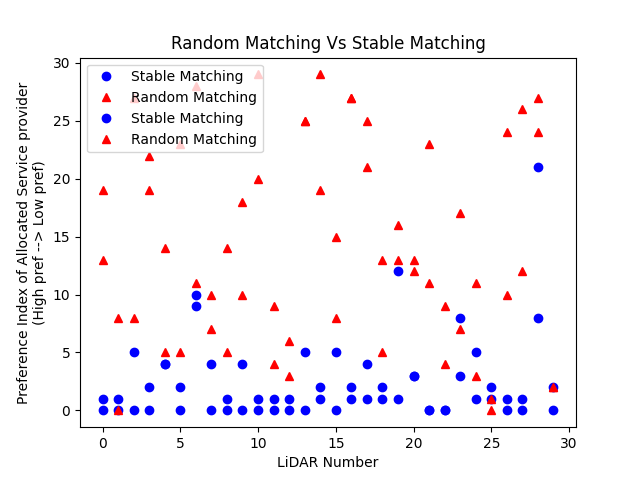 Random Matching Vs Stable Matching
30
25
20
15
10
5
0
Preference Index of Allocated Service provider
(High pref --> Low pref)
Stable Matching
Random Matching
Stable Matching
Random Matching
0 5 10 15 20 25 30
LiDAR Number